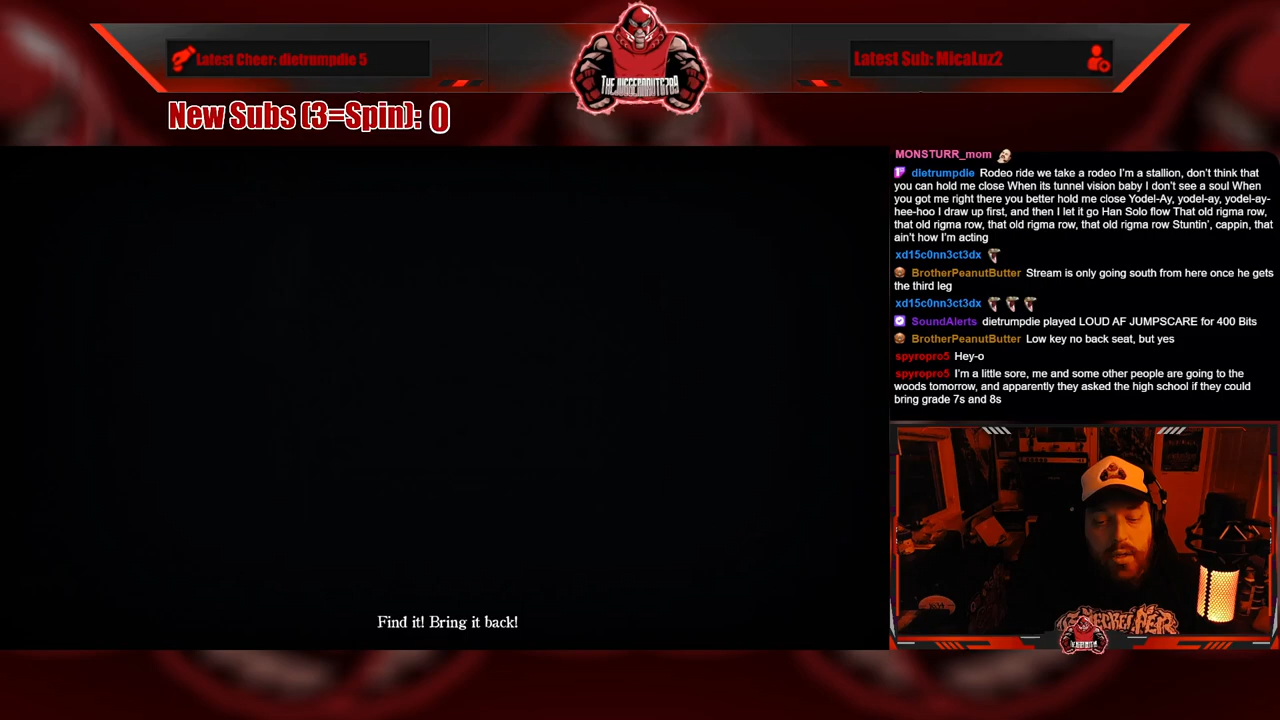 Latest Cheer: dietrumpdie 5
THEJUGGERNAUT6789
Latest Sub: MicaLuz2
New Subs (3=Spin): 0
MONSTURR_mom
dietrumpdie Rodeo ride we take a rodeo I'm a stallion, don't think that
you can hold me close When its tunnel vision baby I don't see a soul When
you got me right there you better hold me close Yodel-Ay, yodel-ay, yodel-ay-
hee-hoo I draw up first, and then I let it go Han Solo flow That old rigma row,
that old rigma row, that old rigma row, that old rigma row Stuntin', cappin, that
ain't how I'm acting
xd15c0nn3ct3dx
BrotherPeanutButter Stream is only going south from here once he gets
the third leg
xd15c0nn3ct3dx
SoundAlerts dietrumpdie played LOUD AF JUMPSCARE for 400 Bits
BrotherPeanutButter Low key no back seat, but yes
spyropro5 Hey-o
spyropro5 I'm a little sore, me and some other people are going to the
woods tomorrow, and apparently they asked the high school if they could
bring grade 7s and 8s
Find it! Bring it back!